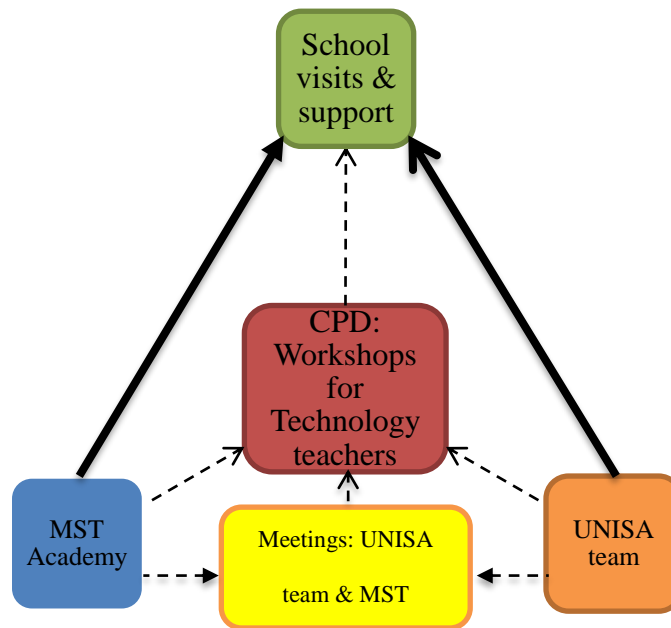 School
visits &
support
CPD:
Workshops
for
Technology
teachers
MST
Academy
Meetings: UNISA
team & MST
UNISA
team